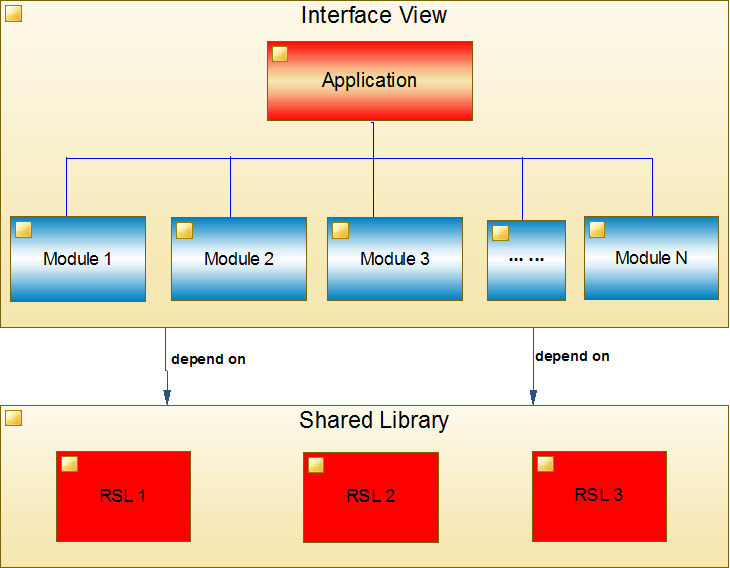 Interface View
Application
Module 1
Module 2
Module 3
... ...
Module N
depend on
depend on
Shared Library
RSL 1
RSL 2
RSL 3